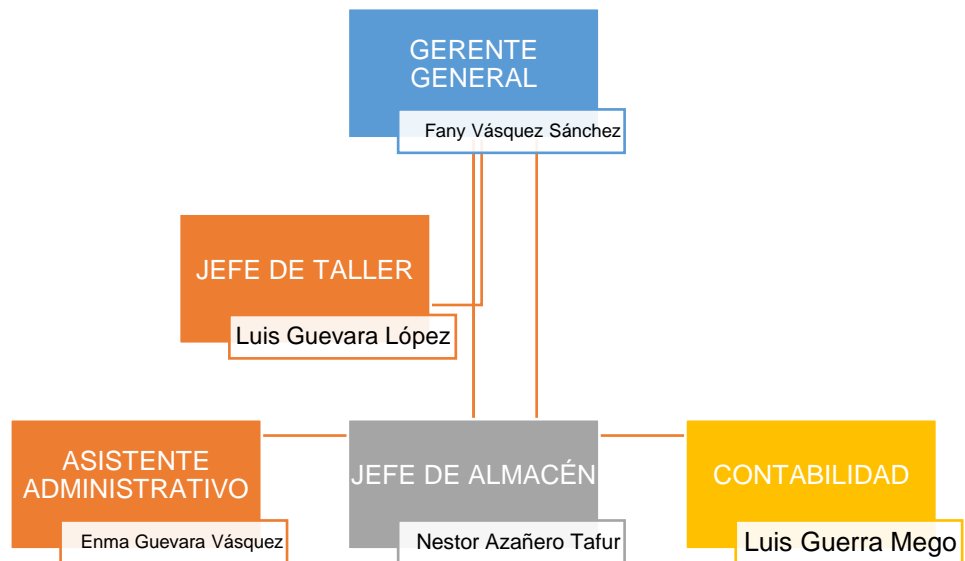 GERENTE
GENERAL
Fany Vásquez Sánchez
JEFE DE TALLER
Luis Guevara López
ASISTENTE
ADMINISTRATIVO
Enma Guevara Vásquez
JEFE DE ALMACÉN
Nestor Azañero Tafur
CONTABILIDAD
Luis Guerra Mego